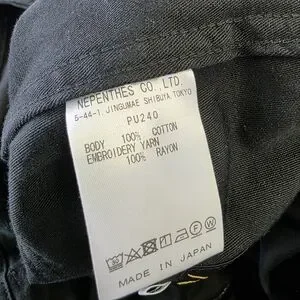 NEPENTHES CO., LTD.
5-44-1, JINGUMAE SHIBUYA TOKYO
PU240
BODY 100% COTTON
EMBROIDERY YARN
100% RAYON
MADE IN JAPAN